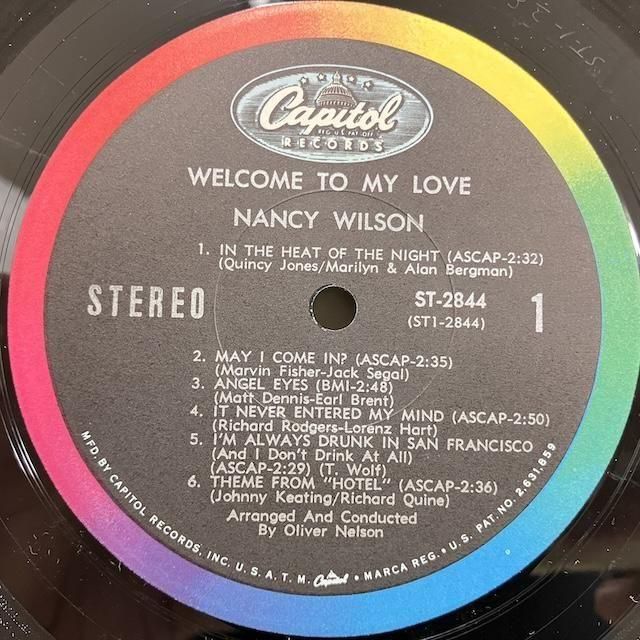 Capitol
REG. U.S. PAT. OFF.
RECORDS
WELCOME TO MY LOVE
NANCY WILSON
1. IN THE HEAT OF THE NIGHT (ASCAP-2:32)
(Quincy Jones/Marilyn & Alan Bergman)
STEREO
ST-2844
(ST1-2844)
1
2. MAY I COME IN? (ASCAP-2:35)
(Marvin Fisher-Jack Segal)
3. ANGEL EYES (BMI-2:48)
(Matt Dennis-Earl Brent)
4. IT NEVER ENTERED MY MIND (ASCAP-2:50)
(Richard Rodgers-Lorenz Hart)
5. I'M ALWAYS DRUNK IN SAN FRANCISCO
(And I Don't Drink At All)
(ASCAP-2:29) (T. Wolf)
6. THEME FROM "HOTEL" (ASCAP-2:36)
(Johnny Keating/Richard Quine)
Arranged And Conducted
By Oliver Nelson
MFD. BY CAPITOL RECORDS, INC. U.S.A. T.M. Capitol • MARCA REG. • U.S. PAT. NO. 2,631,859